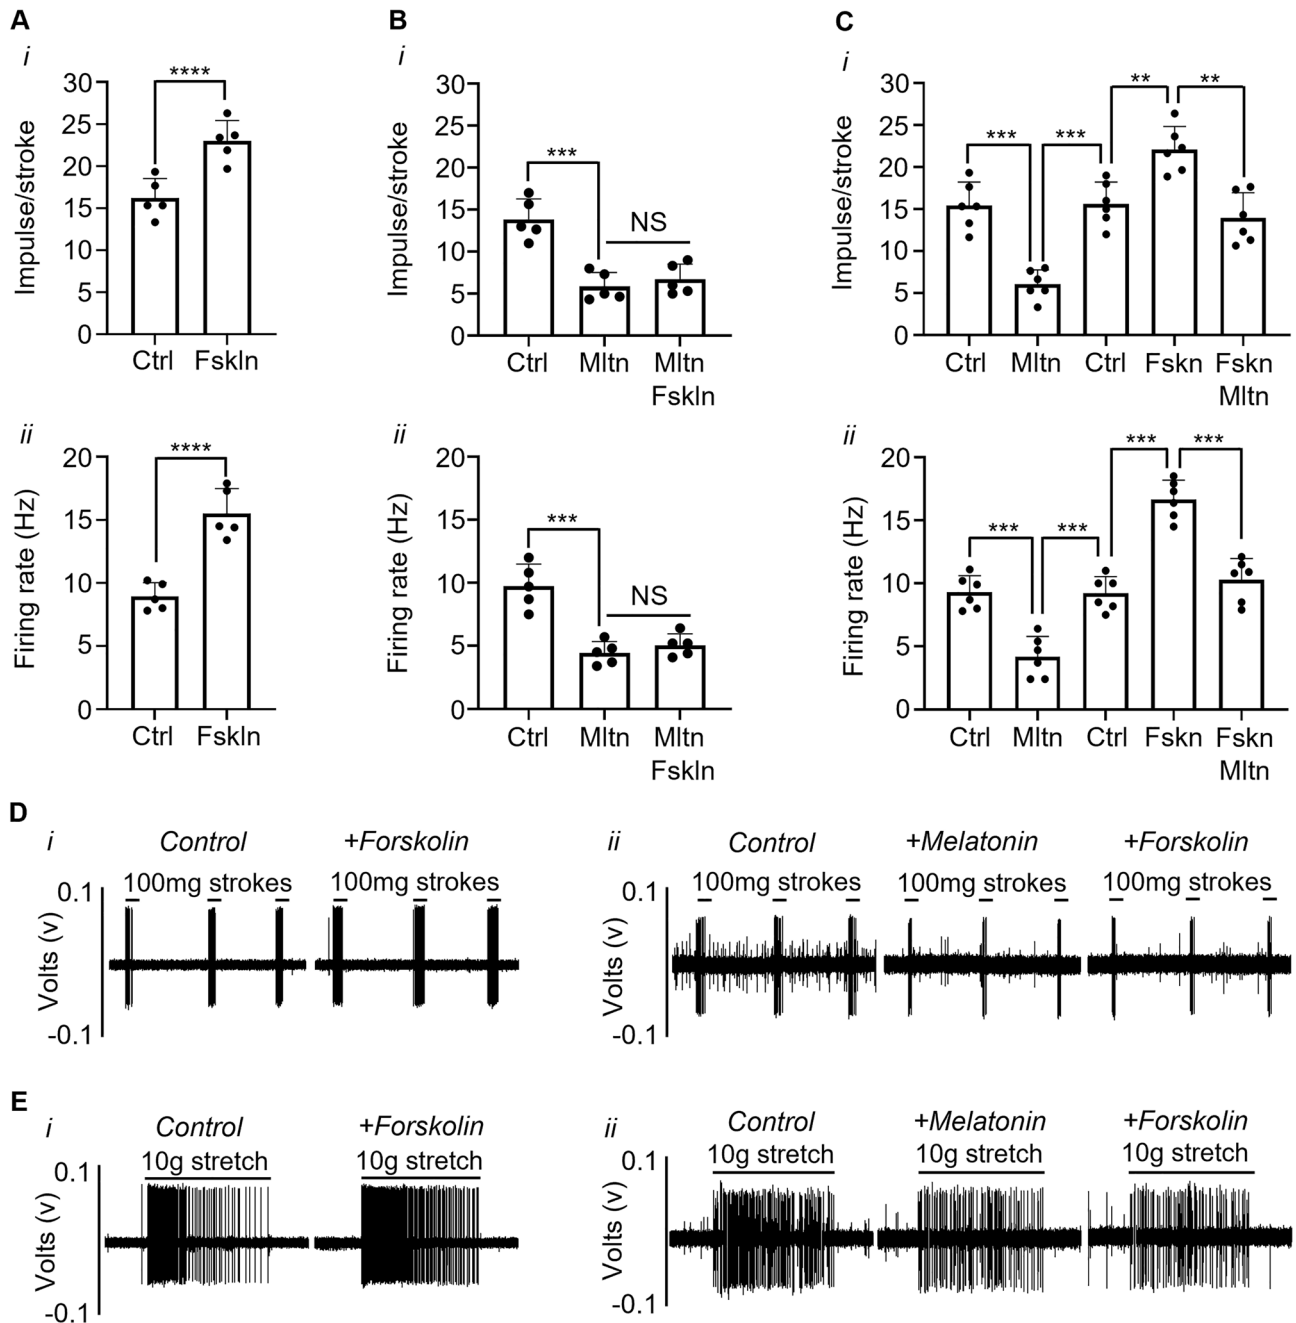 A
B
C
i
i
i
****
***
NS
***
***
**
**
30
25
20
15
10
5
0
Impulse/stroke
Ctrl Fskln
30
25
20
15
10
5
0
Impulse/stroke
Ctrl Mltn Mltn
Fskln
30
25
20
15
10
5
0
Impulse/stroke
Ctrl Mltn Ctrl Fskn Fskn
Mltn
ii
ii
ii
****
***
NS
***
***
***
***
20
15
10
5
0
Firing rate (Hz)
Ctrl Fskln
20
15
10
5
0
Firing rate (Hz)
Ctrl Mltn Mltn
Fskln
20
15
10
5
0
Firing rate (Hz)
Ctrl Mltn Ctrl Fskn Fskn
Mltn
D
i
Control +Forskolin
100mg strokes 100mg strokes
0.1
Volts (v)
-0.1
ii
Control +Melatonin +Forskolin
100mg strokes 100mg strokes 100mg strokes
0.1
Volts (v)
-0.1
E
i
Control +Forskolin
10g stretch 10g stretch
0.1
Volts (v)
-0.1
ii
Control +Melatonin +Forskolin
10g stretch 10g stretch 10g stretch
0.1
Volts (v)
-0.1